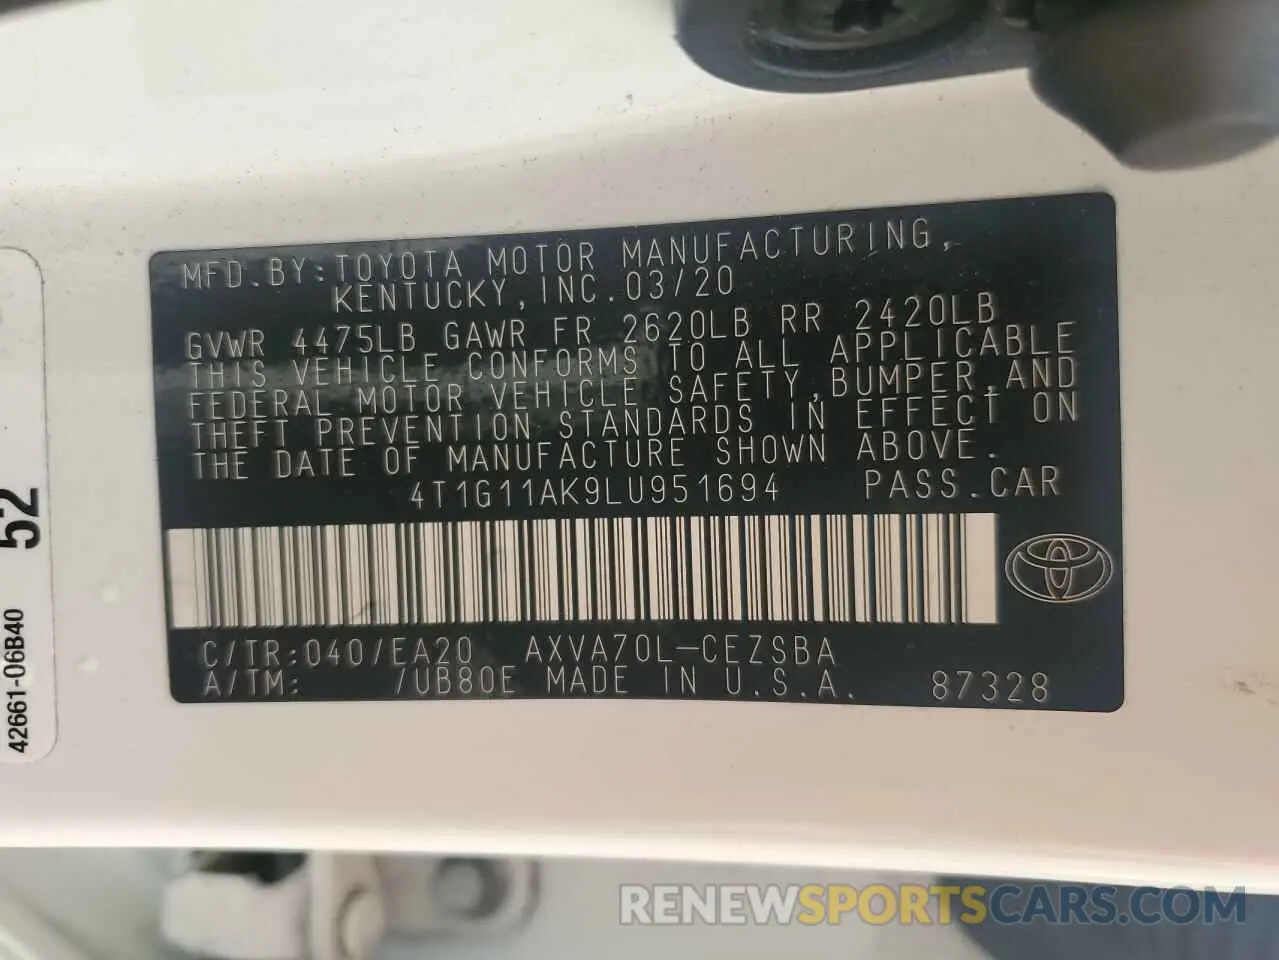 MFD.BY:TOYOTA MOTOR MANUFACTURING,
KENTUCKY,INC.03/20
GVWR 4475LB GAWR FR 2620LB RR 2420LB
THIS VEHICLE CONFORMS TO ALL APPLICABLE
FEDERAL MOTOR VEHICLE SAFETY,BUMPER,AND
THEFT PREVENTION STANDARDS IN EFFECT ON
THE DATE OF MANUFACTURE SHOWN ABOVE.
4T1G11AK9LU951694 PASS.CAR
C/TR:040/EA20 AXVA70L-CEZSBA
A/TM: /UB80E MADE IN U.S.A. 87328
52
42661-06B40
RENEWSPORTSCARS.COM